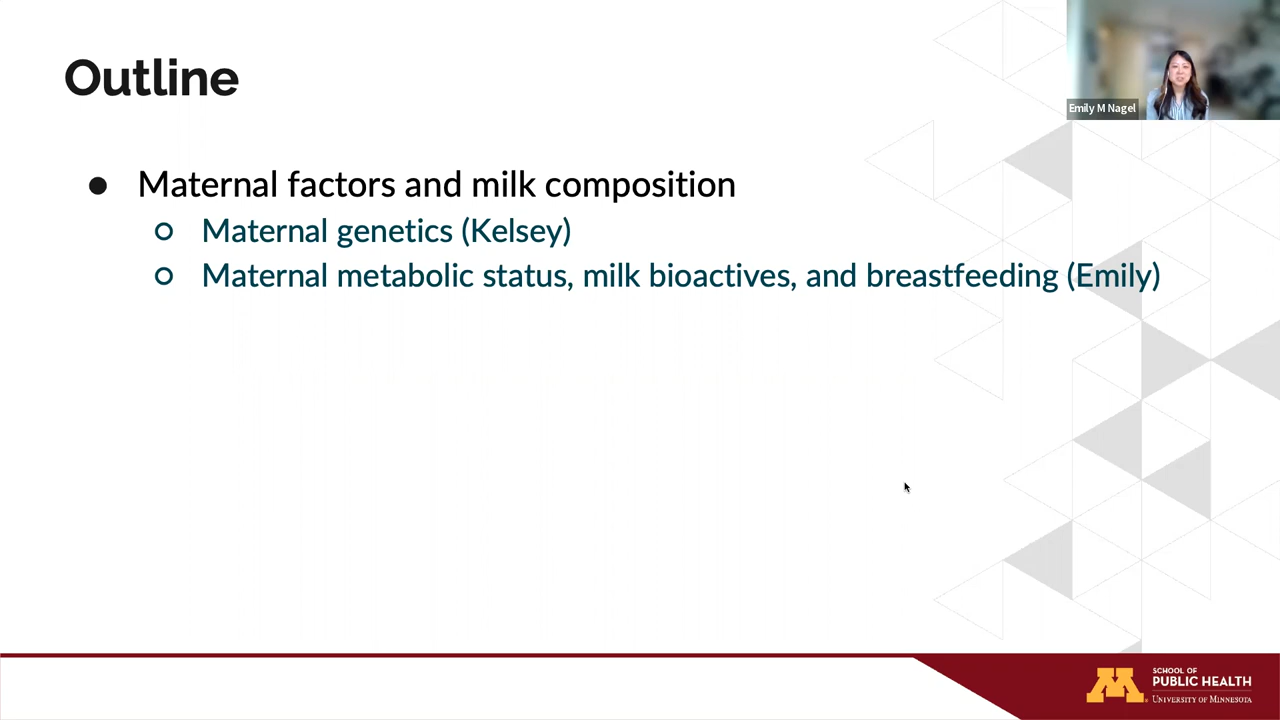 Outline
Emily M Nagel
● Maternal factors and milk composition
○ Maternal genetics (Kelsey)
○ Maternal metabolic status, milk bioactives, and breastfeeding (Emily)
M
SCHOOL OF
PUBLIC HEALTH
UNIVERSITY OF MINNESOTA